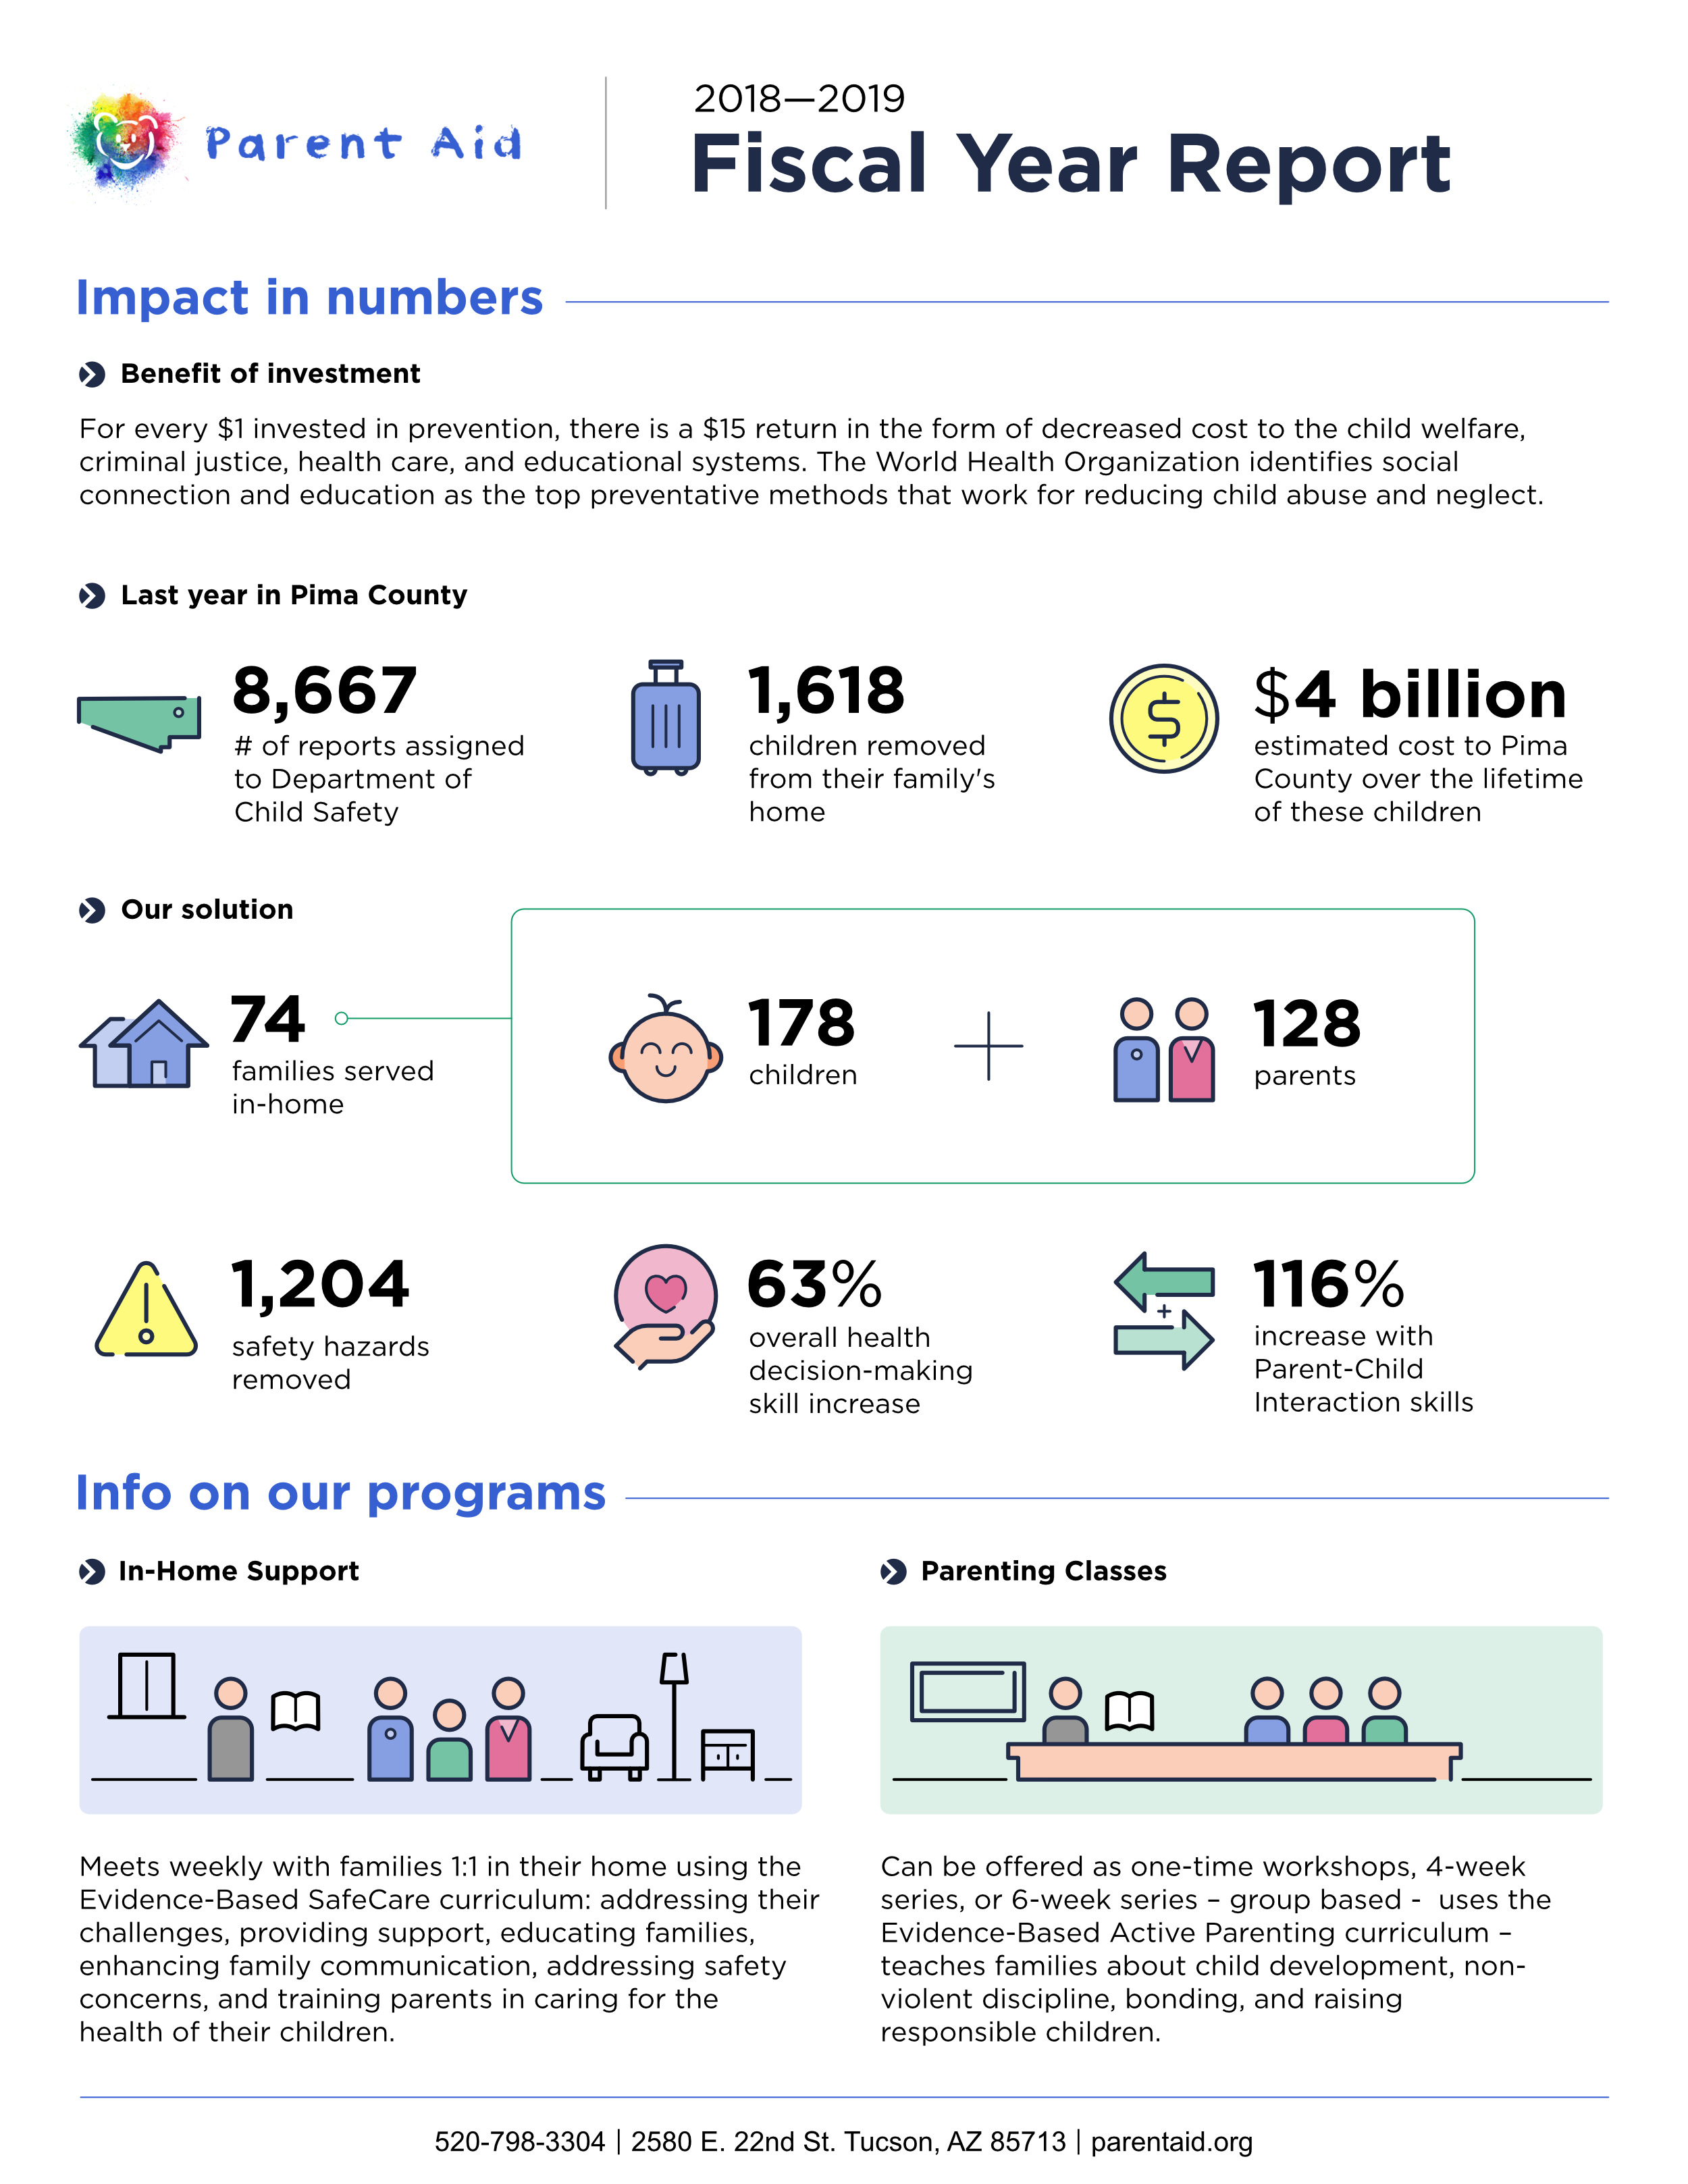 Parent Aid
2018—2019
Fiscal Year Report
Impact in numbers
Benefit of investment
For every $1 invested in prevention, there is a $15 return in the form of decreased cost to the child welfare,
criminal justice, health care, and educational systems. The World Health Organization identifies social
connection and education as the top preventative methods that work for reducing child abuse and neglect.
Last year in Pima County
8,667
# of reports assigned
to Department of
Child Safety
1,618
children removed
from their family's
home
$4 billion
estimated cost to Pima
County over the lifetime
of these children
Our solution
74
families served
in-home
178
children
128
parents
1,204
safety hazards
removed
63%
overall health
decision-making
skill increase
116%
increase with
Parent-Child
Interaction skills
Info on our programs
In-Home Support
Meets weekly with families 1:1 in their home using the
Evidence-Based SafeCare curriculum: addressing their
challenges, providing support, educating families,
enhancing family communication, addressing safety
concerns, and training parents in caring for the
health of their children.
Parenting Classes
Can be offered as one-time workshops, 4-week
series, or 6-week series – group based -  uses the
Evidence-Based Active Parenting curriculum –
teaches families about child development, non-
violent discipline, bonding, and raising
responsible children.
520-798-3304 | 2580 E. 22nd St. Tucson, AZ 85713 | parentaid.org